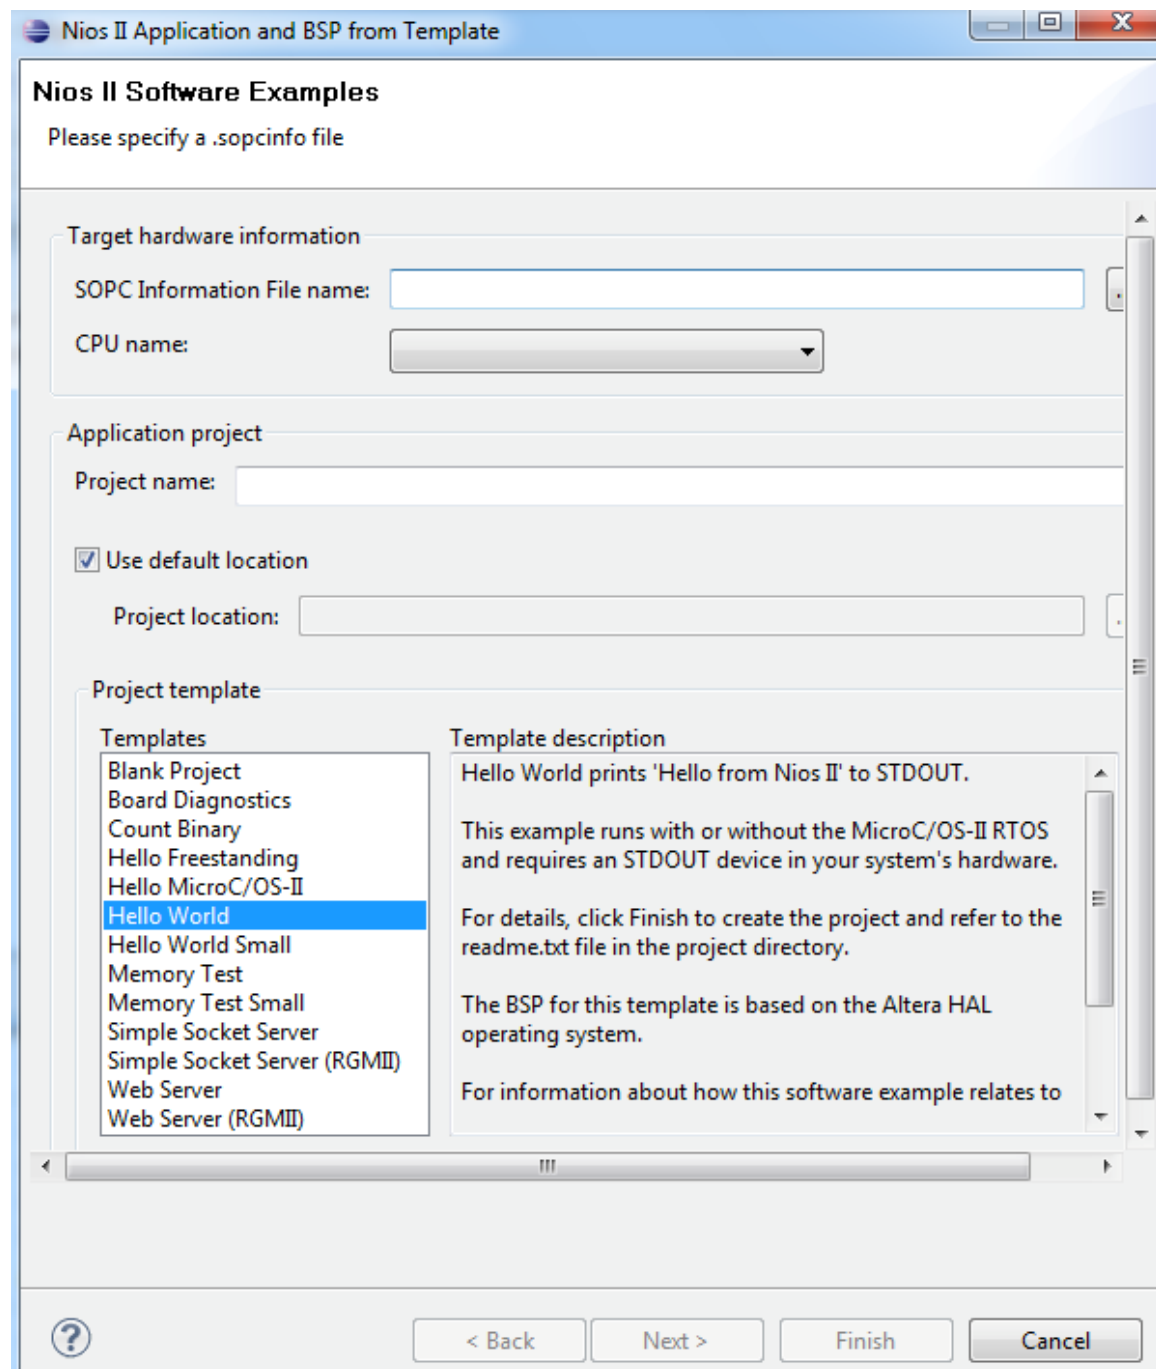 Nios II Application and BSP from Template
Nios II Software Examples
Please specify a .sopcinfo file
Target hardware information
SOPC Information File name:
CPU name:
Application project
Project name:
Use default location
Project location:
Project template
Templates
Blank Project
Board Diagnostics
Count Binary
Hello Freestanding
Hello MicroC/OS-II
Hello World
Hello World Small
Memory Test
Memory Test Small
Simple Socket Server
Simple Socket Server (RGMII)
Web Server
Web Server (RGMII)
Template description
Hello World prints 'Hello from Nios II' to STDOUT.
This example runs with or without the MicroC/OS-II RTOS
and requires an STDOUT device in your system's hardware.
For details, click Finish to create the project and refer to the
readme.txt file in the project directory.
The BSP for this template is based on the Altera HAL
operating system.
For information about how this software example relates to
< Back
Next >
Finish
Cancel